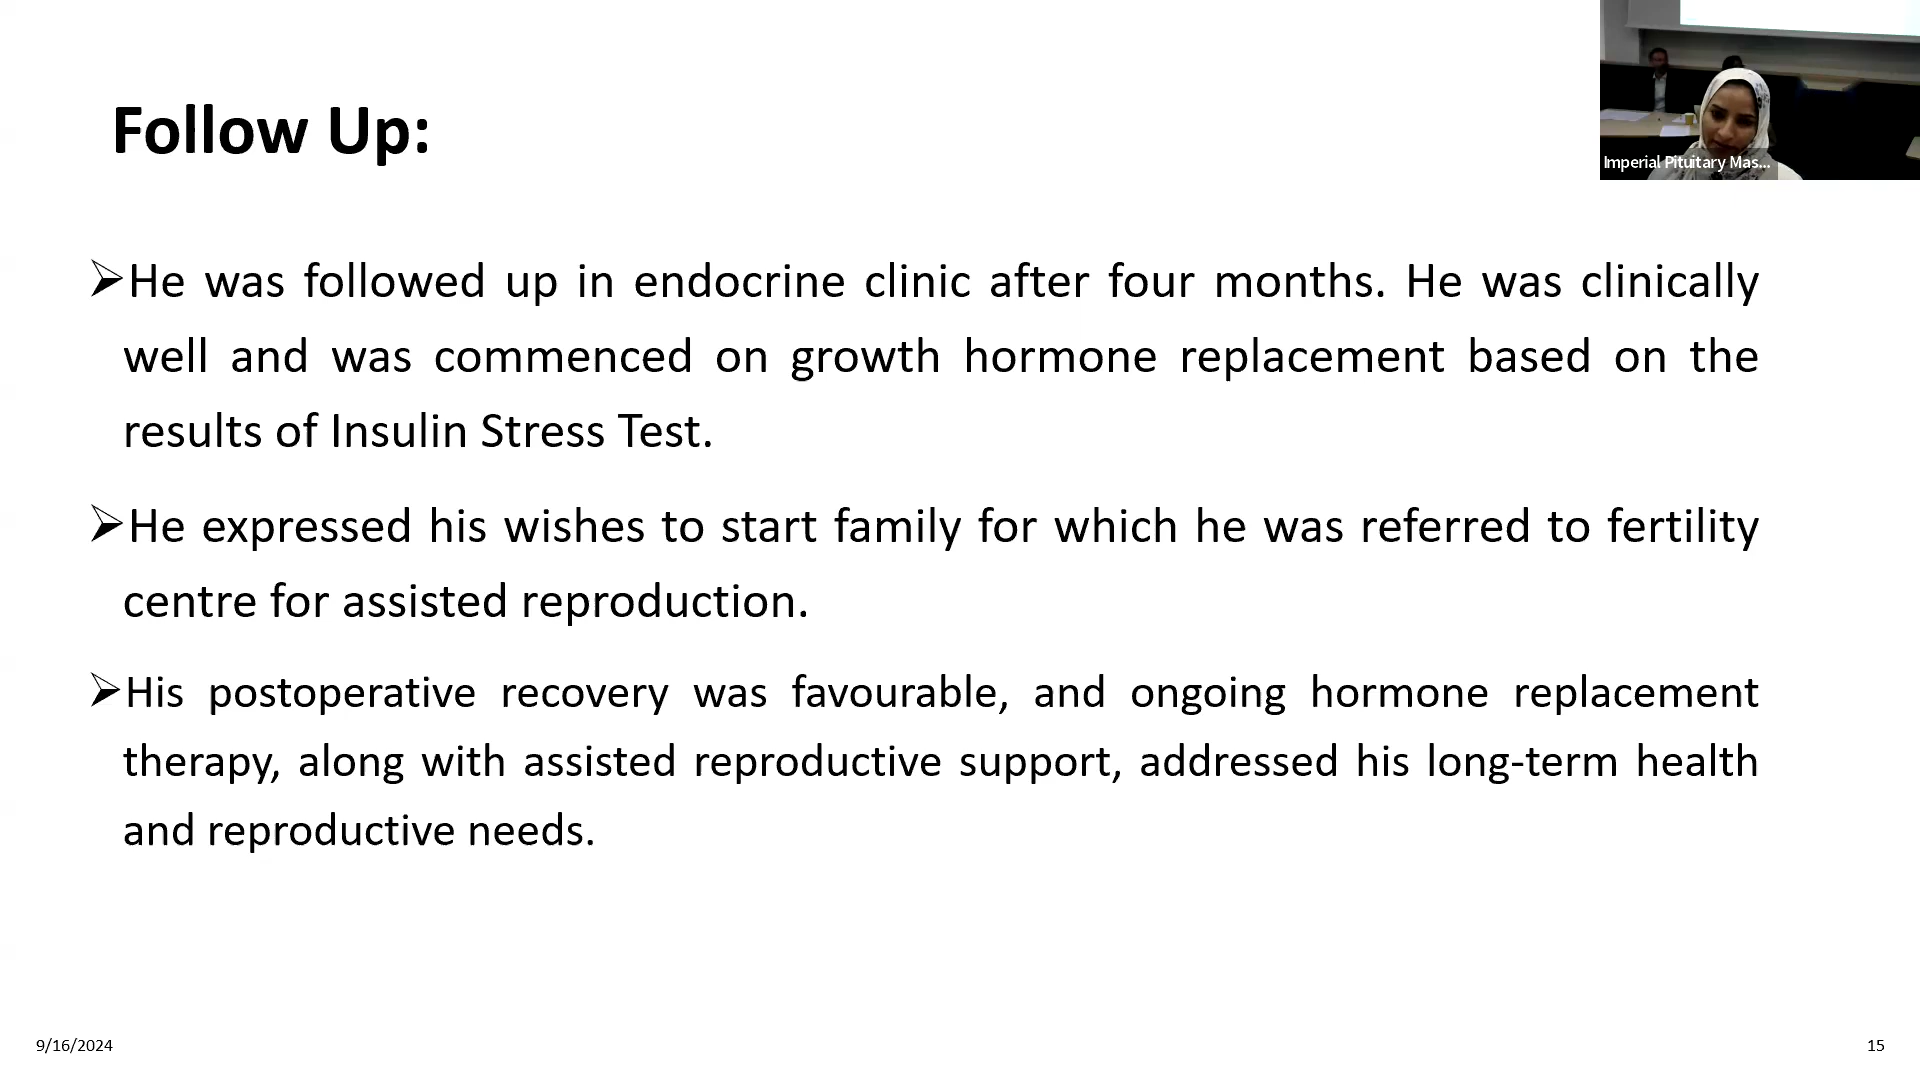 Imperial Pituitary Mas...
Follow Up:
➢He was followed up in endocrine clinic after four months. He was clinically
well and was commenced on growth hormone replacement based on the
results of Insulin Stress Test.
➢He expressed his wishes to start family for which he was referred to fertility
centre for assisted reproduction.
➢His postoperative recovery was favourable, and ongoing hormone replacement
therapy, along with assisted reproductive support, addressed his long-term health
and reproductive needs.
9/16/2024
15